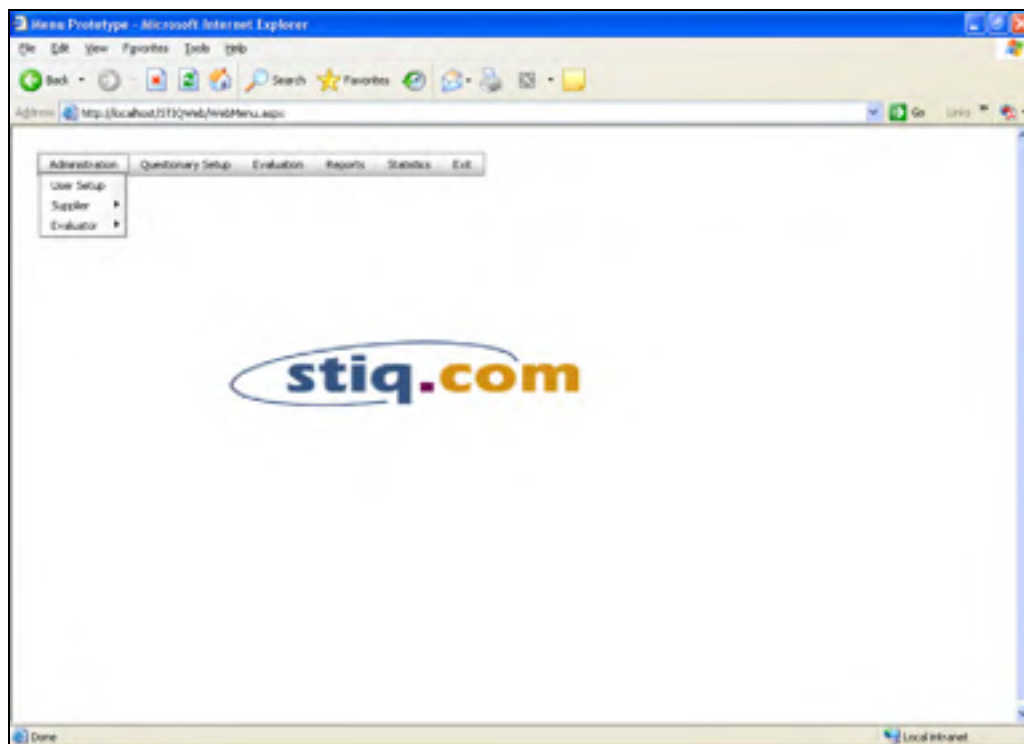 Menu Prototype - Microsoft Internet Explorer
File Edit View Favorites Tools Help
Back Search Favorites
Address http://localhost/STIQWeb/WebMenu.aspx Go Links
Administration Questionary Setup Evaluation Reports Statistics Exit
User Setup
Supplier
Evaluator
stiq.com
Done Local intranet